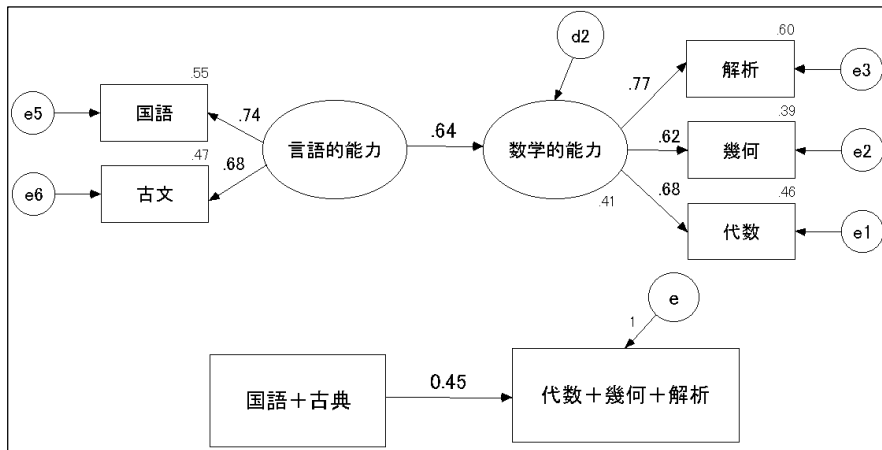 d2
.60
.55
解析
e3
.77
e5
国語
.74
.39
.64
言語的能力
数学的能力
.62
幾何
e2
.47
.68
e6
古文
.68
.46
.41
代数
e1
e
1
国語+古典
0.45
代数+幾何+解析